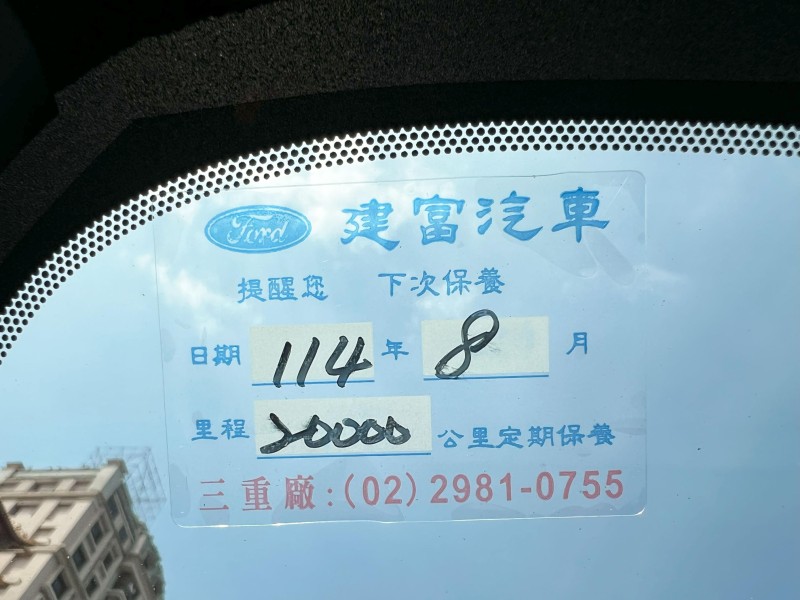 Ford 建富汽車
提醒您 下次保養
日期 114 年 8 月
里程 20000 公里定期保養
三重廠:(02)2981-0755